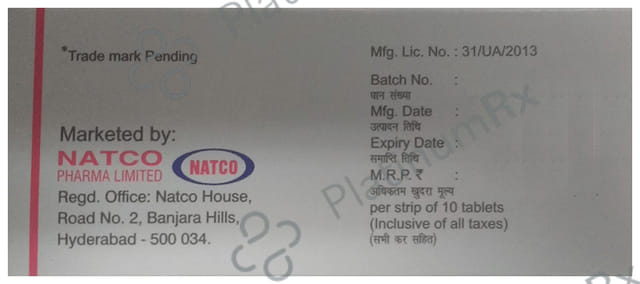 *Trade mark Pending
Marketed by:
NATCO
PHARMA LIMITED
NATCO
Regd. Office: Natco House,
Road No. 2, Banjara Hills,
Hyderabad - 500 034.
Mfg. Lic. No. : 31/UA/2013
Batch No. :
पान संख्या
Mfg. Date :
उत्पादन तिथि
Expiry Date :
समाप्ति तिथि
M.R.P. ₹ :
अधिकतम खुदरा मूल्य
per strip of 10 tablets
(Inclusive of all taxes)
(सभी कर सहित)
PlatinumRx